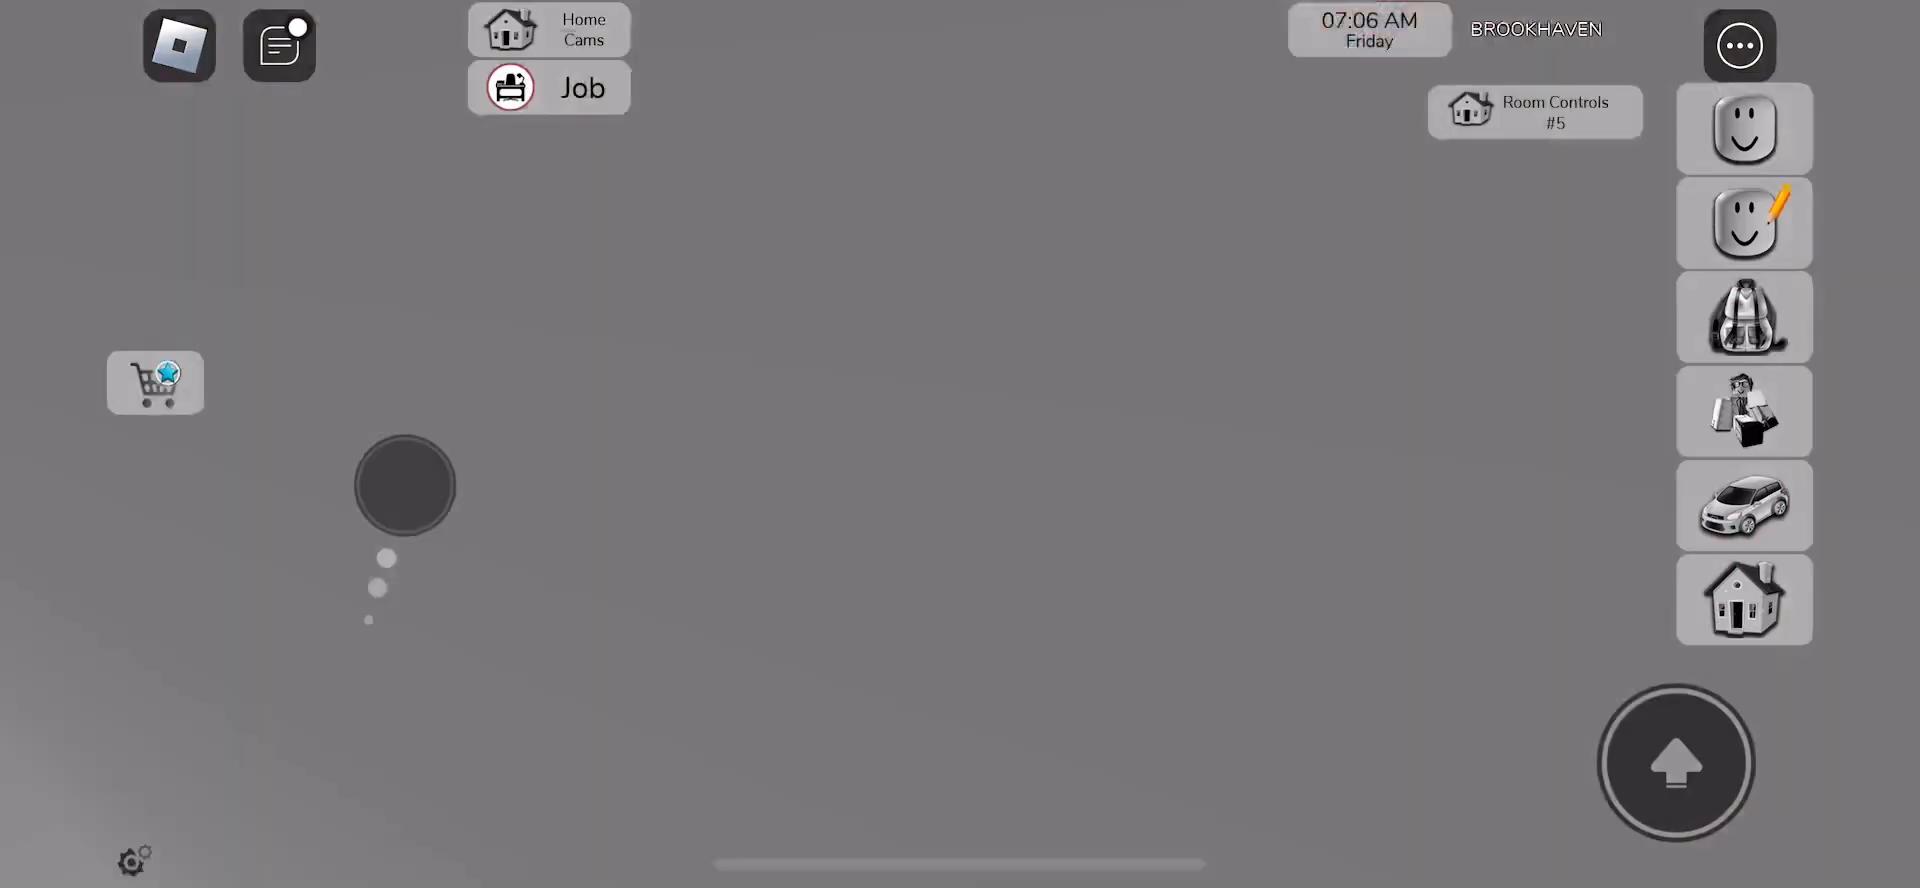 Home
Cams
Job
07:06 AM
Friday
BROOKHAVEN
Room Controls
#5